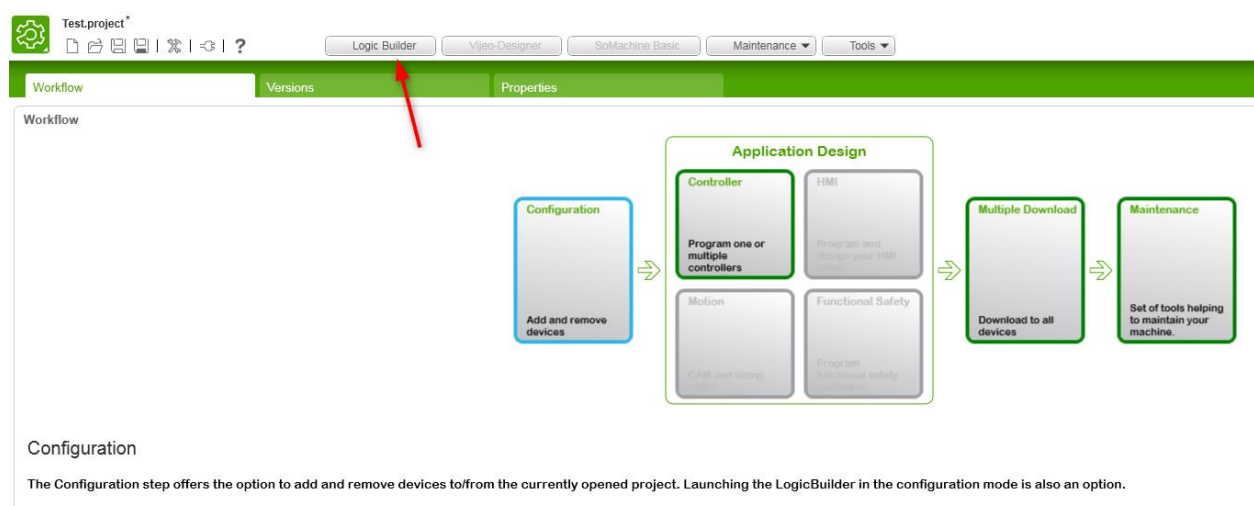 Test.project*
?
Logic Builder
Vijeo-Designer
SoMachine Basic
Maintenance
Tools
Workflow
Versions
Properties
Workflow
Application Design
Configuration
Add and remove
devices
Controller
Program one or
multiple
controllers
HMI
Program and
design your HMI
Motion
CAM and sizing
Functional Safety
Program
functional safety
Multiple Download
Download to all
devices
Maintenance
Set of tools helping
to maintain your
machine.
Configuration
The Configuration step offers the option to add and remove devices to/from the currently opened project. Launching the LogicBuilder in the configuration mode is also an option.